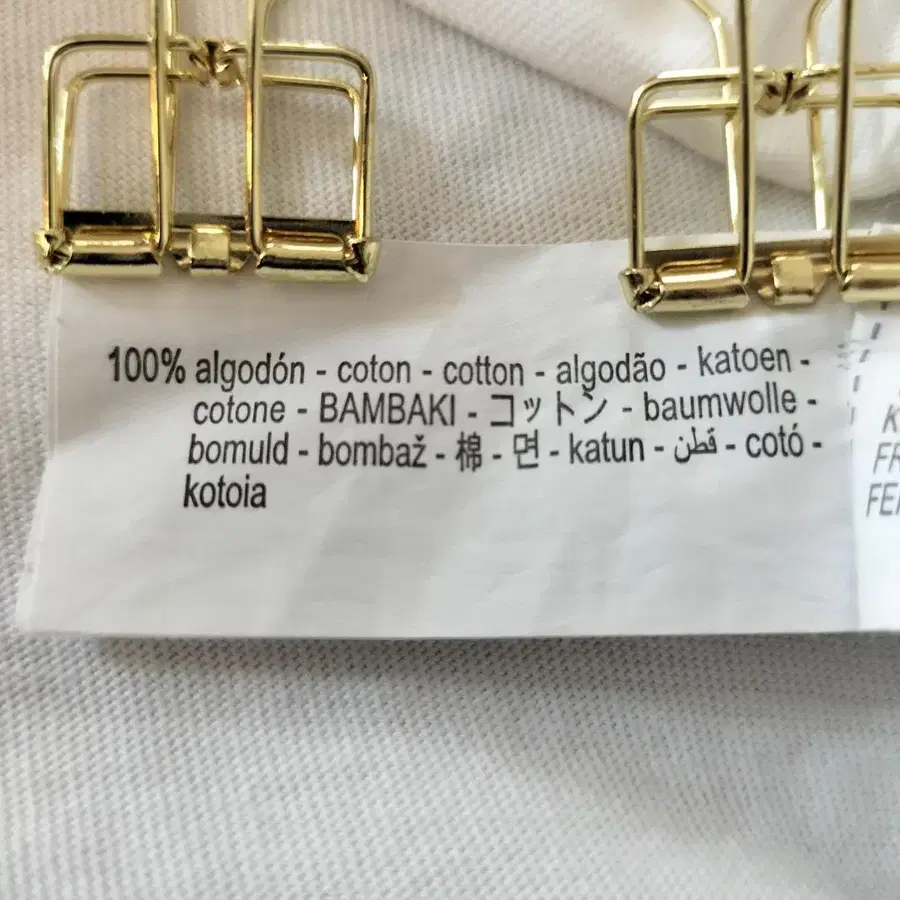 100% algodón - coton - cotton - algodão - katoen -
cotone - BAMBAKI - コットン - baumwolle -
bomuld - bombaž - 棉 - 면 - katun - قطن - cotó -
kotoia